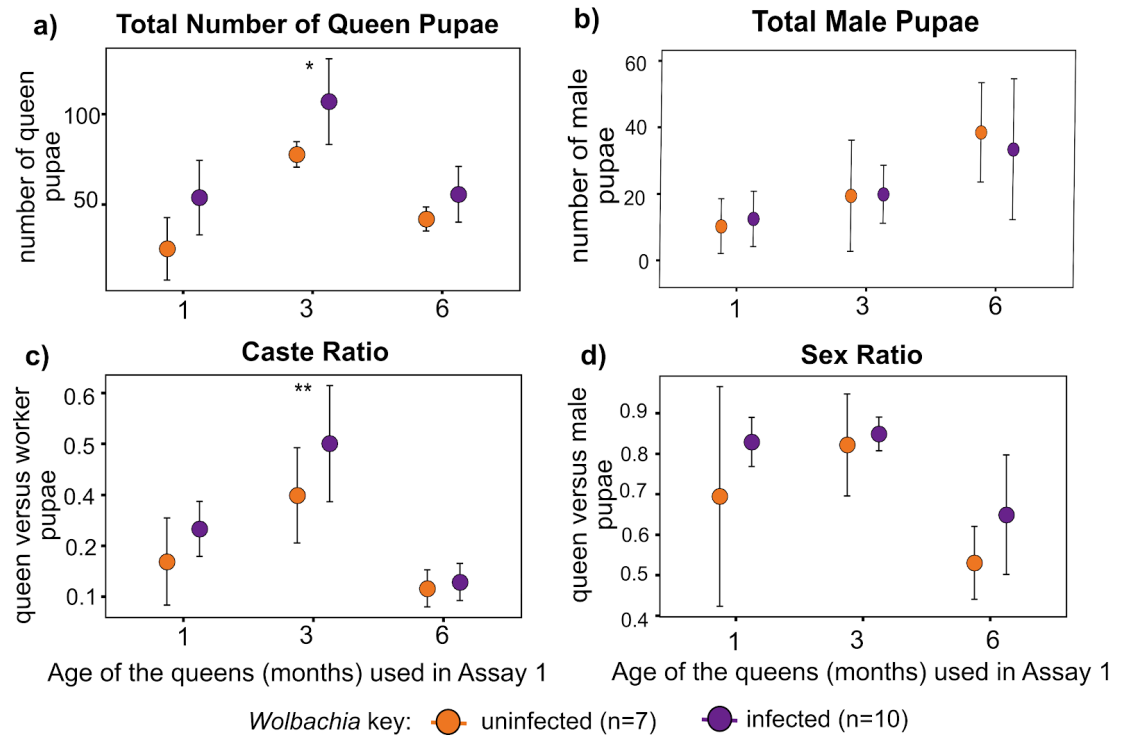 a) Total Number of Queen Pupae
number of queen
pupae
100
50
*
1 3 6
b) Total Male Pupae
number of male
pupae
60
40
20
0
1 3 6
c) Caste Ratio
queen versus worker
pupae
0.6
0.5
0.4
0.2
0.1
**
1 3 6
Age of the queens (months) used in Assay 1
d) Sex Ratio
queen versus male
pupae
0.9
0.8
0.7
0.6
0.5
0.4
1 3 6
Age of the queens (months) used in Assay 1
Wolbachia key: uninfected (n=7) infected (n=10)